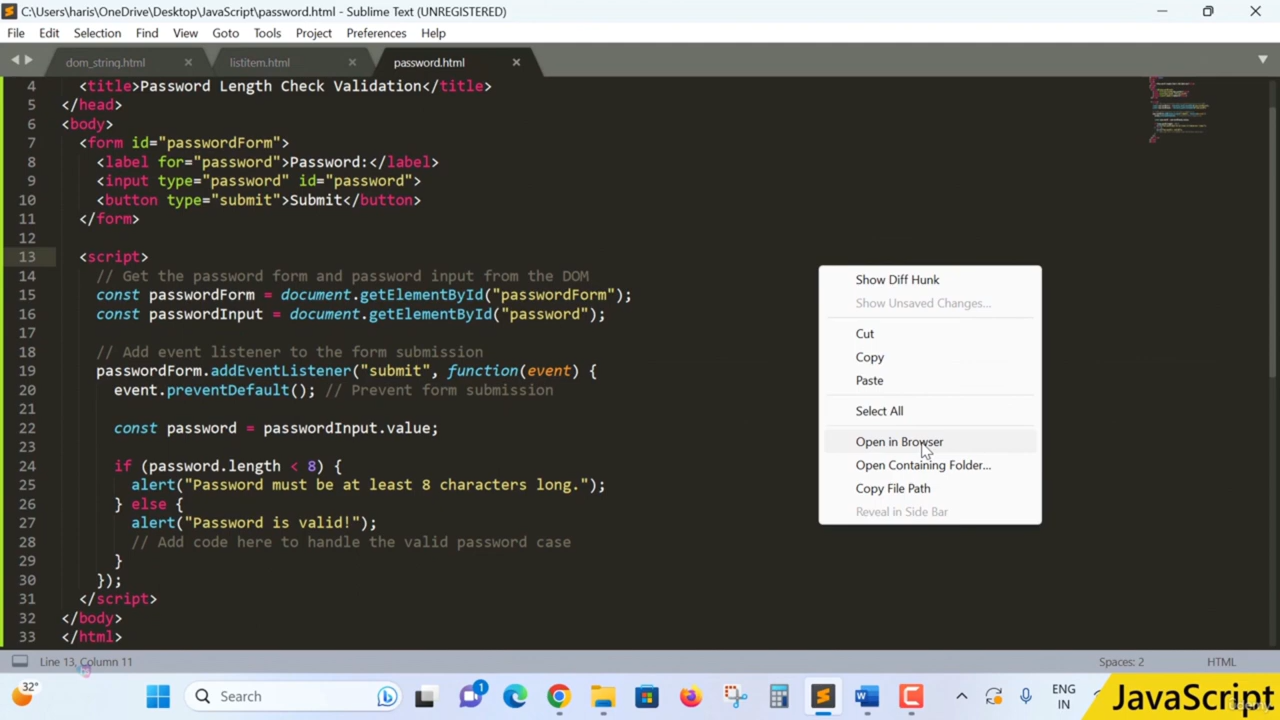 C:\Users\haris\OneDrive\Desktop\JavaScript\password.html - Sublime Text (UNREGISTERED)
File Edit Selection Find View Goto Tools Project Preferences Help
dom_string.html listitem.html password.html
4 <title>Password Length Check Validation</title>
5 </head>
6 <body>
7 <form id="passwordForm">
8 <label for="password">Password:</label>
9 <input type="password" id="password">
10 <button type="submit">Submit</button>
11 </form>
12
13 <script>
14 // Get the password form and password input from the DOM
15 const passwordForm = document.getElementById("passwordForm");
16 const passwordInput = document.getElementById("password");
17
18 // Add event listener to the form submission
19 passwordForm.addEventListener("submit", function(event) {
20 event.preventDefault(); // Prevent form submission
21
22 const password = passwordInput.value;
23
24 if (password.length < 8) {
25 alert("Password must be at least 8 characters long.");
26 } else {
27 alert("Password is valid!");
28 // Add code here to handle the valid password case
29 }
30 });
31 </script>
32 </body>
33 </html>
Show Diff Hunk
Show Unsaved Changes...
Cut
Copy
Paste
Select All
Open in Browser
Open Containing Folder...
Copy File Path
Reveal in Side Bar
Line 13, Column 11 Spaces: 2 HTML
32° Search 1 ENG
IN
JavaScript